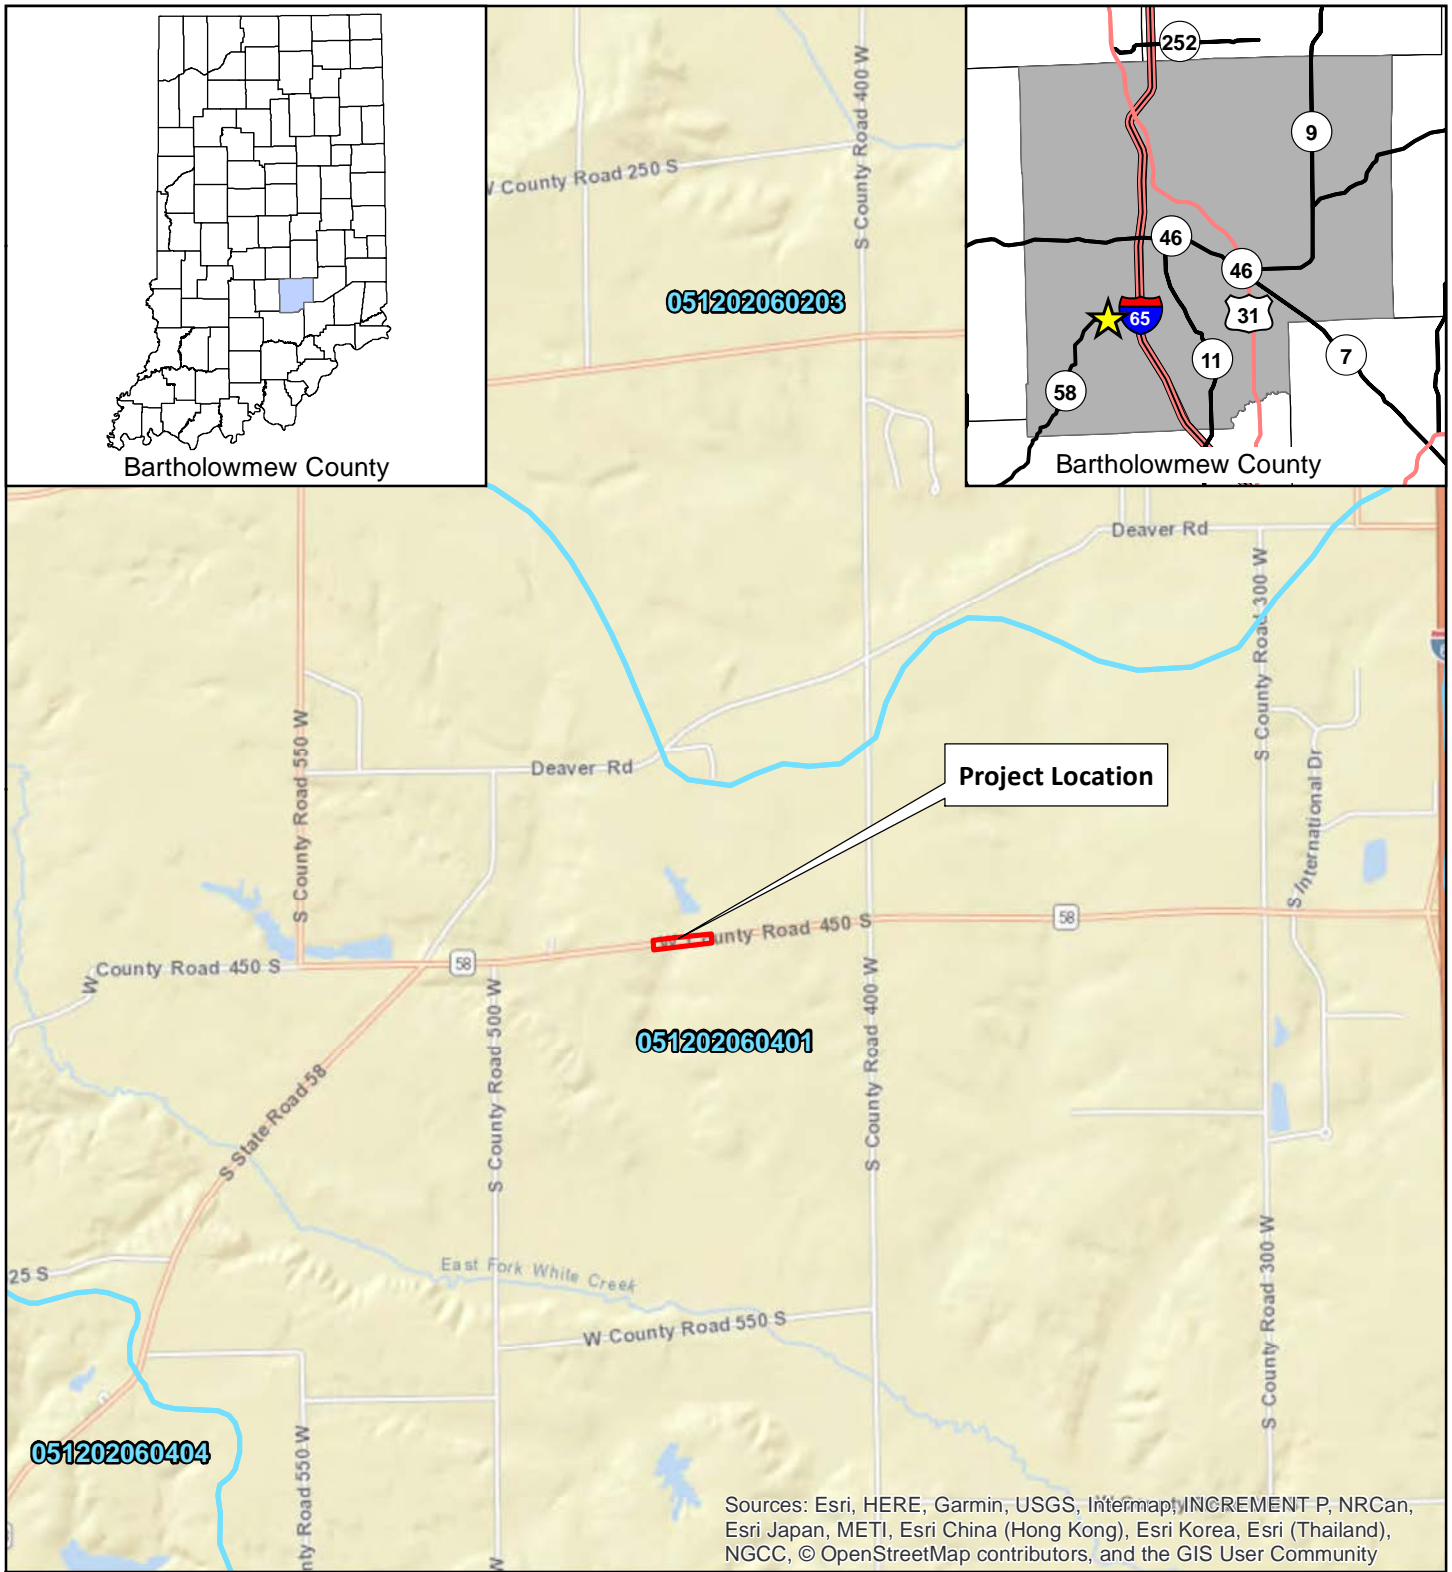 Bartholowmew County
252
9
46
46
65
31
11
7
58
Bartholowmew County
S County Road 400 W
W County Road 250 S
051202060203
Deaver Rd
S County Road 300 W
S County Road 550 W
Deaver Rd
Project Location
S International Dr
County Road 450 S
58
W County Road 450 S
58
W
S County Road 500 W
S County Road 400 W
051202060401
S State Road 58
East Fork White Creek
25 S
W County Road 550 S
S County Road 300 W
051202060404
nty Road 550 W
W
Sources: Esri, HERE, Garmin, USGS, Intermap, INCREMENT P, NRCan,
Esri Japan, METI, Esri China (Hong Kong), Esri Korea, Esri (Thailand),
NGCC, © OpenStreetMap contributors, and the GIS User Community